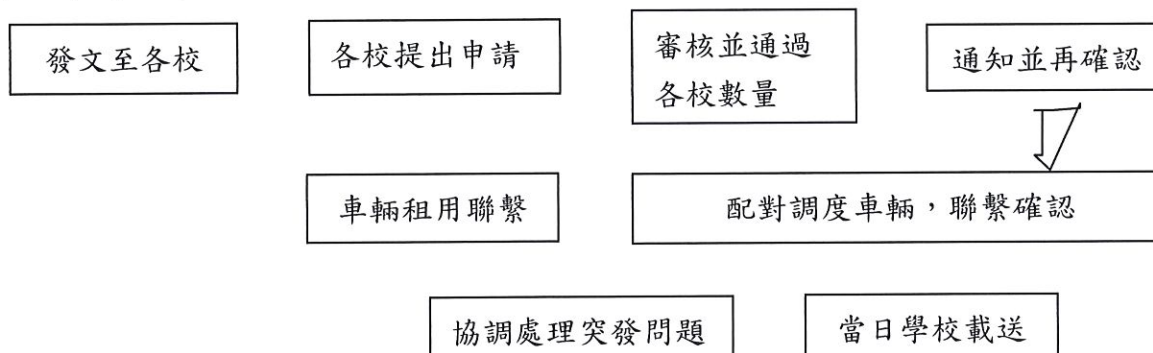 發文至各校
各校提出申請
審核並通過
各校數量
通知並再確認
車輛租用聯繫
配對調度車輛，聯繫確認
協調處理突發問題
當日學校載送